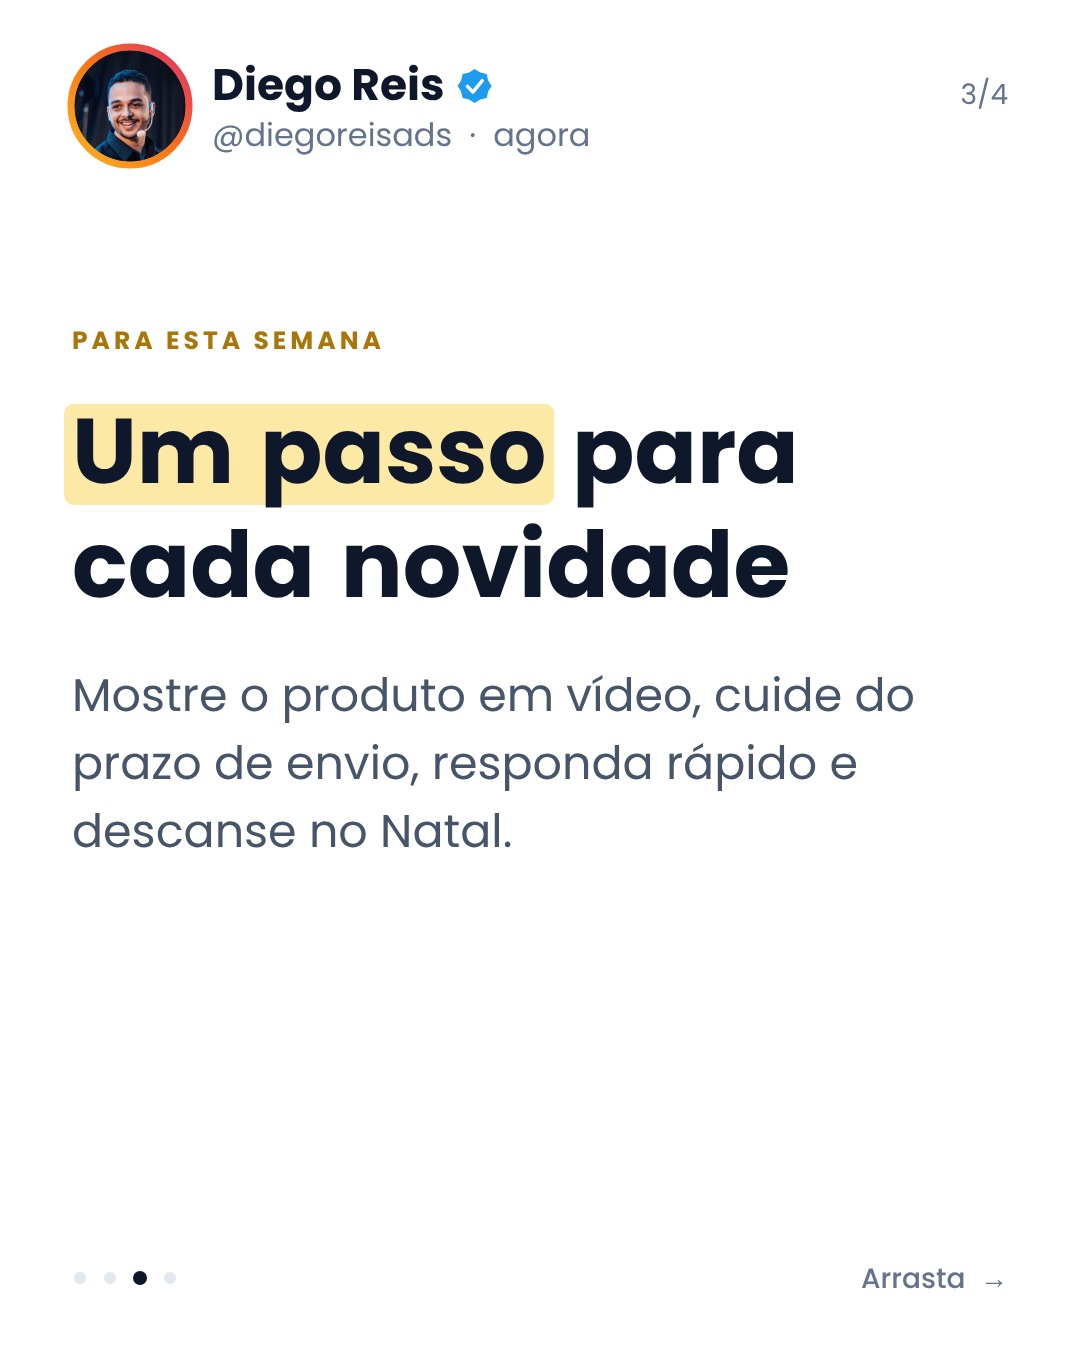 Diego Reis
@diegoreisads · agora
3/4
PARA ESTA SEMANA
Um passo para
cada novidade
Mostre o produto em vídeo, cuide do
prazo de envio, responda rápido e
descanse no Natal.
Arrasta →